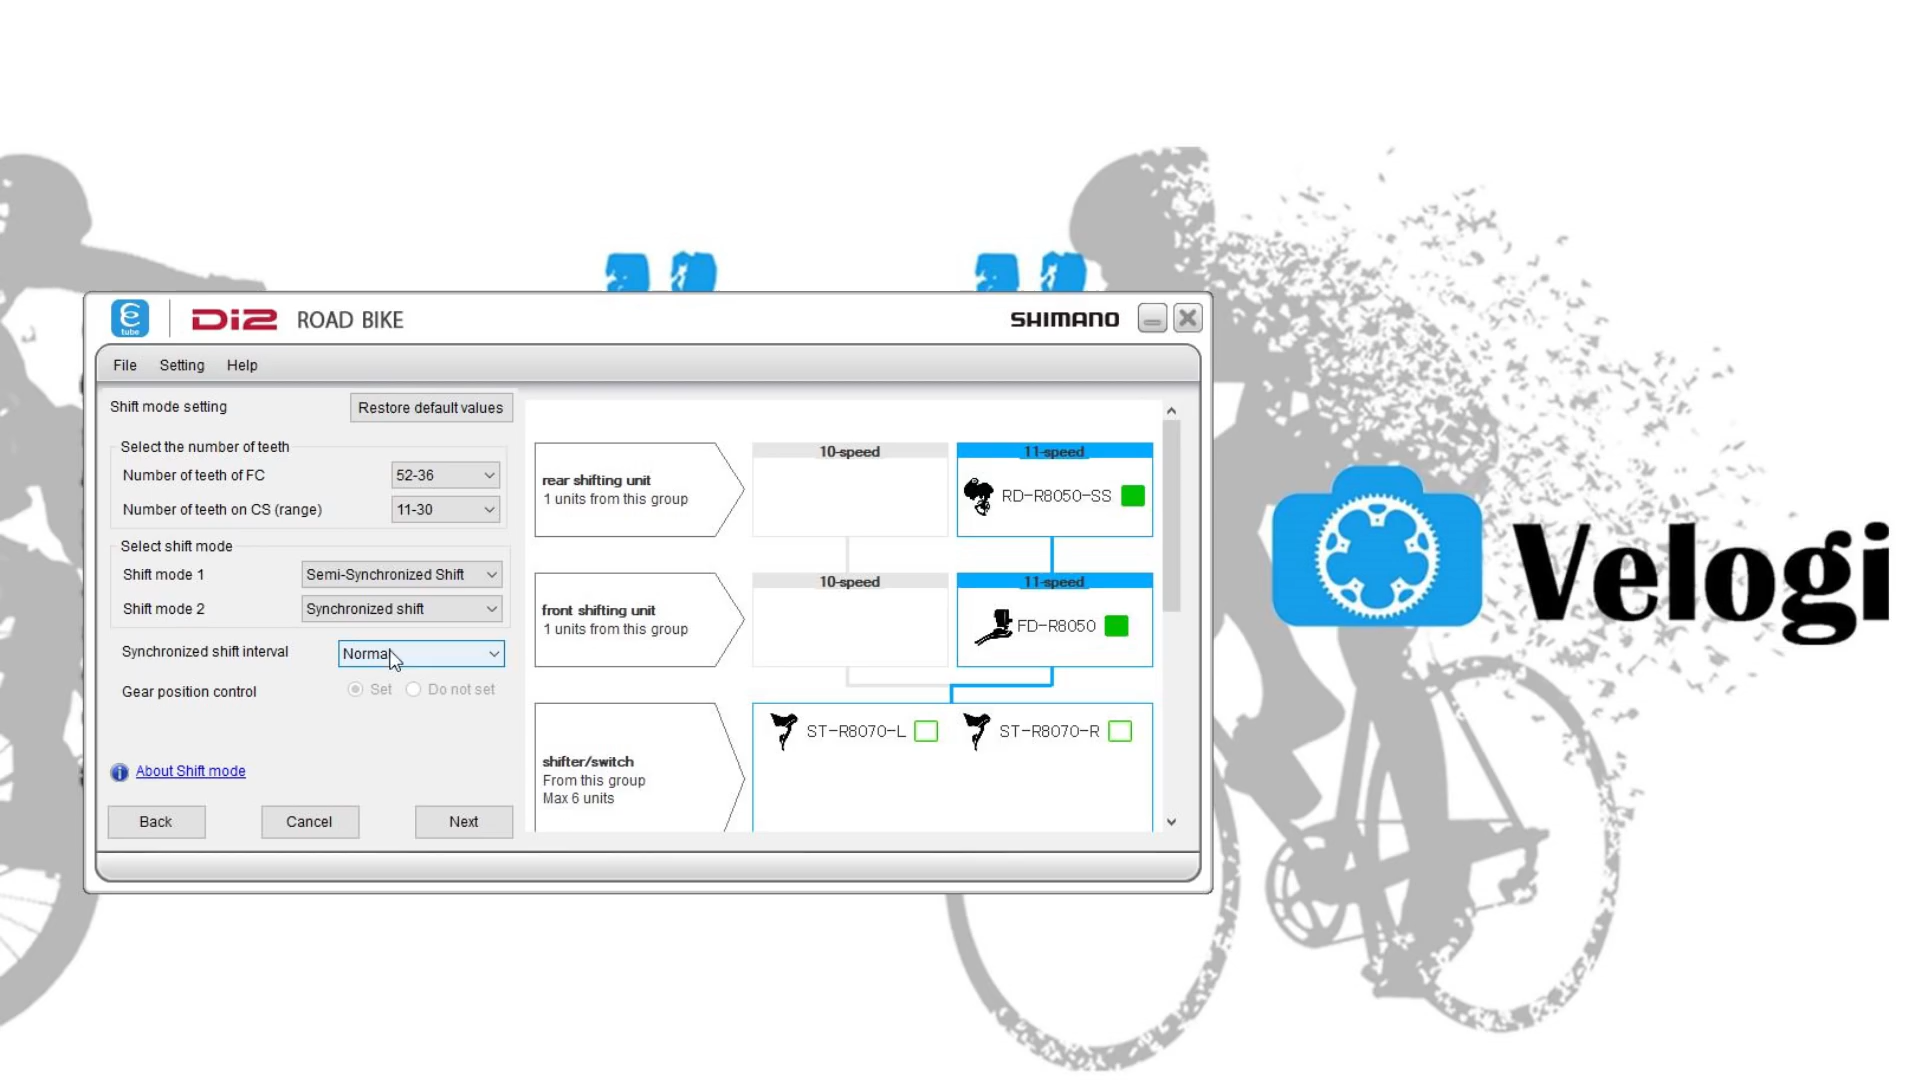 e
tube
Di2 ROAD BIKE
SHIMANO
File Setting Help
Shift mode setting
Restore default values
Select the number of teeth
Number of teeth of FC
52-36
Number of teeth on CS (range)
11-30
Select shift mode
Shift mode 1
Semi-Synchronized Shift
Shift mode 2
Synchronized shift
Synchronized shift interval
Normal
Gear position control
Set
Do not set
About Shift mode
Back
Cancel
Next
rear shifting unit
1 units from this group
10-speed
11-speed
RD-R8050-SS
front shifting unit
1 units from this group
10-speed
11-speed
FD-R8050
shifter/switch
From this group
Max 6 units
ST-R8070-L
ST-R8070-R
Velogi